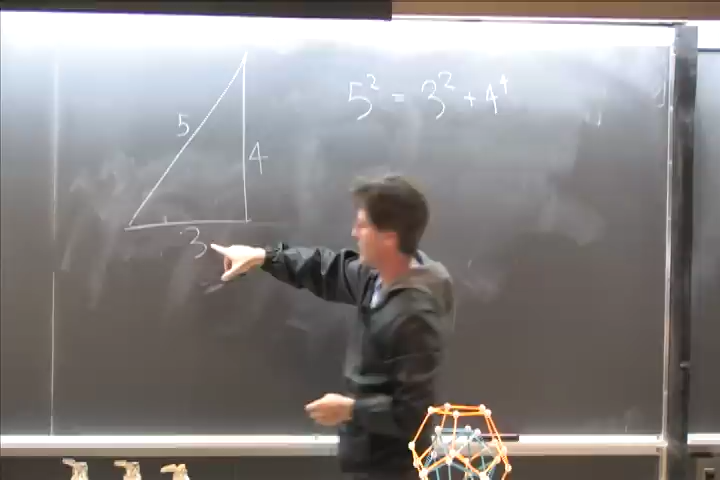 5² = 3² + 4⁴
5
4
3